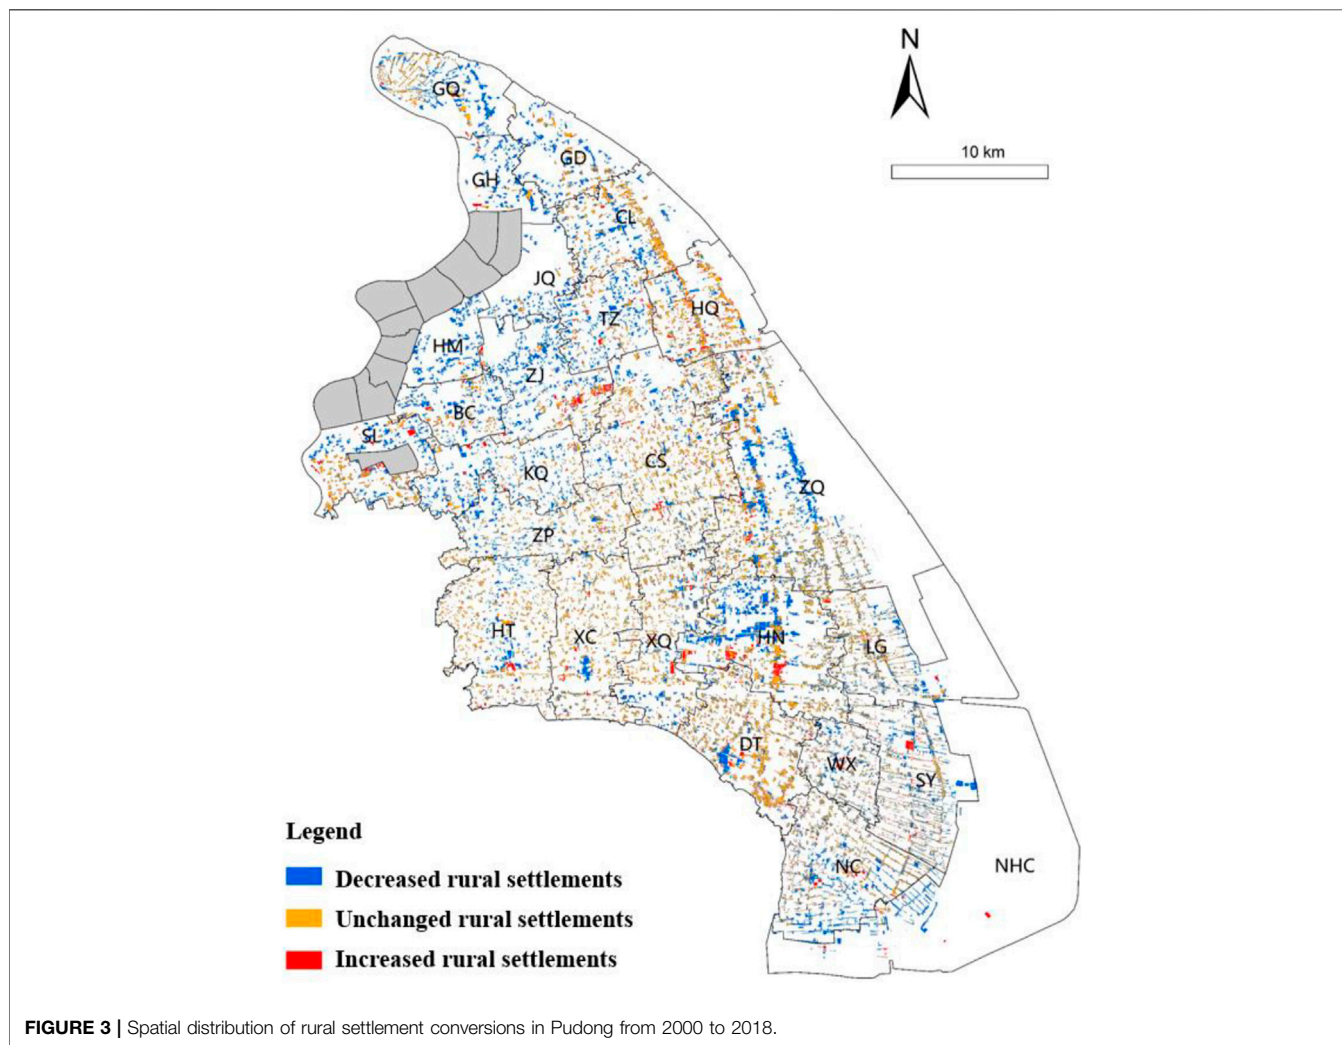 N
10 km
GQ
GD
GH
CL
JQ
HQ
TZ
HM
ZJ
BC
SL
CS
KQ
ZQ
ZP
HT
XC
XQ
HN
LG
DT
WX
SY
NC
NHC
Legend
Decreased rural settlements
Unchanged rural settlements
Increased rural settlements
FIGURE 3 | Spatial distribution of rural settlement conversions in Pudong from 2000 to 2018.